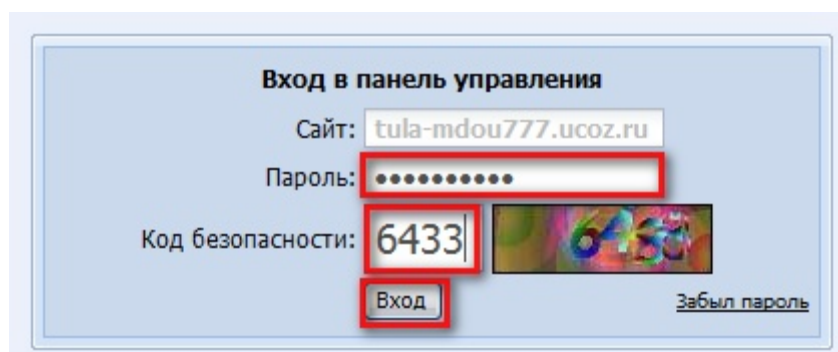 Вход в панель управления
Сайт: tula-mdou777.ucoz.ru
Пароль: ••••••••••
Код безопасности: 6433
Вход Забыл пароль